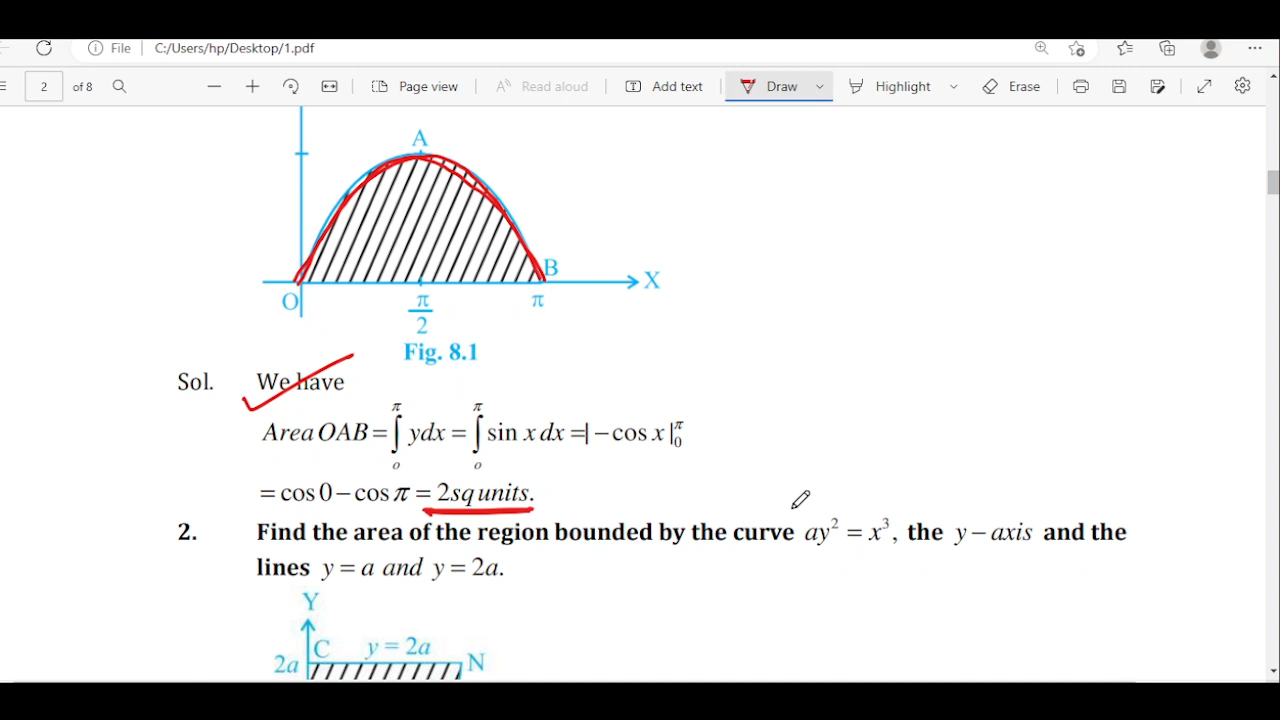 File C:/Users/hp/Desktop/1.pdf
2 of 8 Page view Read aloud Add text Draw Highlight Erase
A
B
O X
π/2 π
Fig. 8.1
Sol. We have
Area OAB = ∫₀^π ydx = ∫₀^π sin x dx =| −cos x |₀^π
= cos 0 − cos π = 2sq units.
2. Find the area of the region bounded by the curve ay² = x³, the y − axis and the
lines y = a and y = 2a.
Y
C y = 2a N
2a